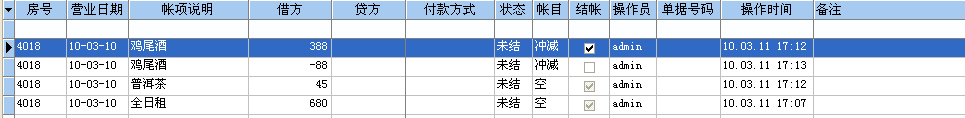 房号 营业日期 帐项说明 借方 贷方 付款方式 状态 帐目 结帐 操作员 单据号码 操作时间 备注
4018 10-03-10 鸡尾酒 388 未结 冲减 admin 10.03.11 17:12
4018 10-03-10 鸡尾酒 -88 未结 冲减 admin 10.03.11 17:13
4018 10-03-10 普洱茶 45 未结 空 admin 10.03.11 17:12
4018 10-03-10 全日租 680 未结 空 admin 10.03.11 17:07